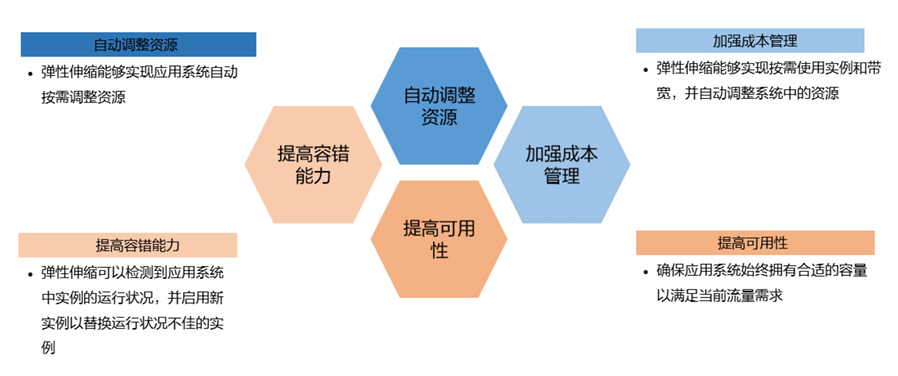 自动调整资源
• 弹性伸缩能够实现应用系统自动
按需调整资源
加强成本管理
• 弹性伸缩能够实现按需使用实例和带
宽，并自动调整系统中的资源
自动调整
资源
提高容错
能力
加强成本
管理
提高可用
性
提高容错能力
• 弹性伸缩可以检测到应用系统
中实例的运行状况，并启用新
实例以替换运行状况不佳的实
例
提高可用性
• 确保应用系统始终拥有合适的容量
以满足当前流量需求